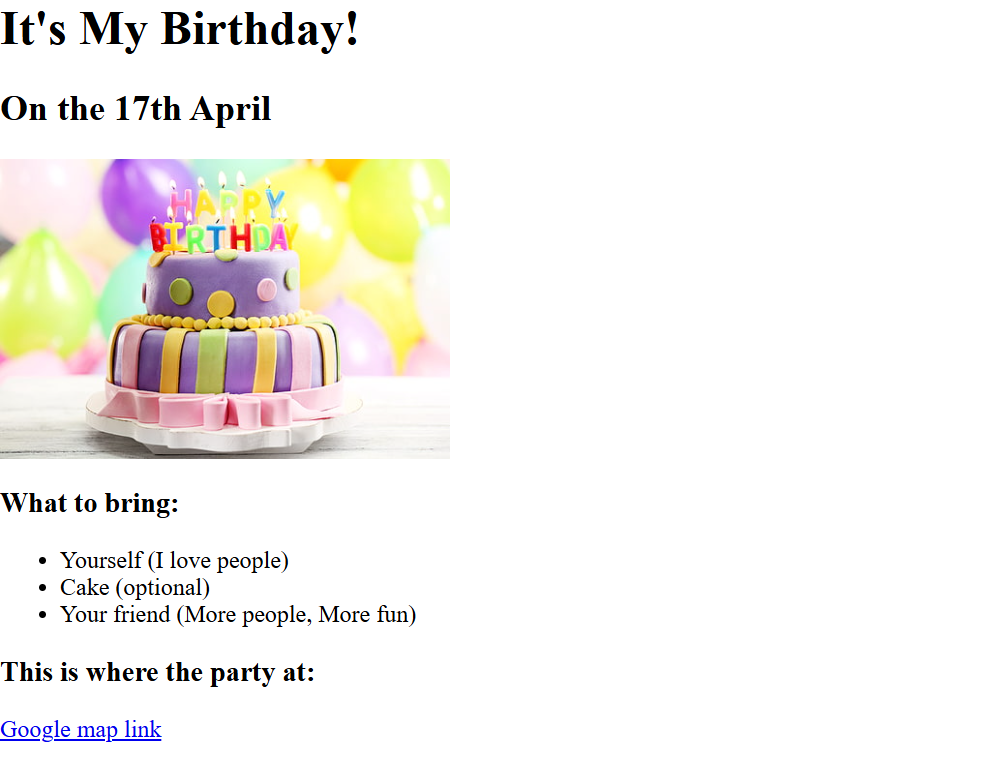 It's My Birthday!
On the 17th April
HAPPY
BIRTHDAY
What to bring:
Yourself (I love people)
Cake (optional)
Your friend (More people, More fun)
This is where the party at:
Google map link